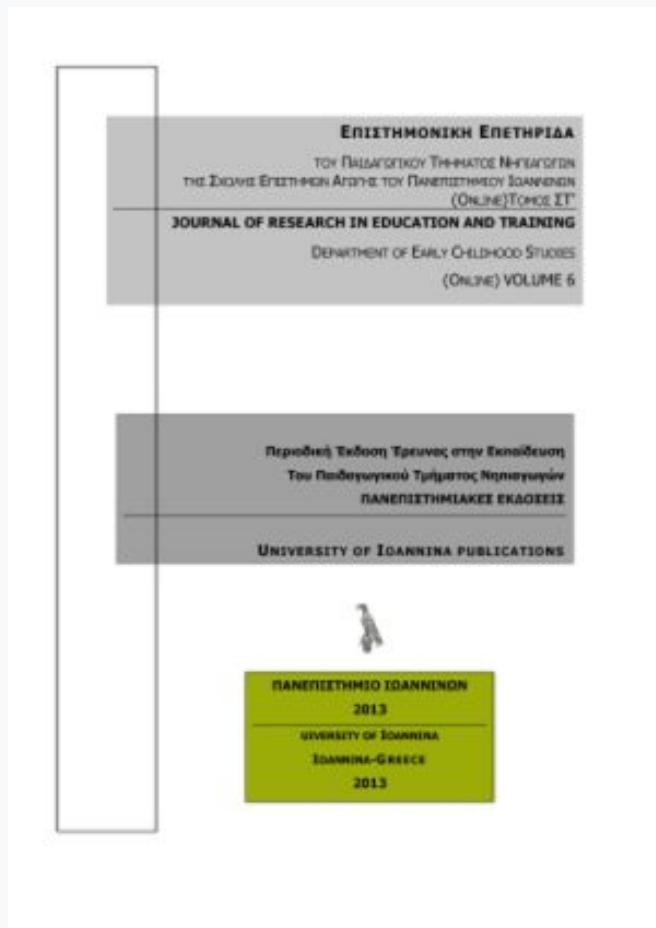 ΕΠΙΣΤΗΜΟΝΙΚΗ ΕΠΕΤΗΡΙΔΑ
ΤΟΥ ΠΑΙΔΑΓΩΓΙΚΟΥ ΤΜΗΜΑΤΟΣ ΝΗΠΙΑΓΩΓΩΝ
ΤΗΣ ΣΧΟΛΗΣ ΕΠΙΣΤΗΜΩΝ ΑΓΩΓΗΣ ΤΟΥ ΠΑΝΕΠΙΣΤΗΜΙΟΥ ΙΩΑΝΝΙΝΩΝ
(ONLINE)ΤΟΜΟΣ ΣΤ'
JOURNAL OF RESEARCH IN EDUCATION AND TRAINING
DEPARTMENT OF EARLY CHILDHOOD STUDIES
(ONLINE) VOLUME 6
Περιοδική Έκδοση Έρευνας στην Εκπαίδευση
Του Παιδαγωγικού Τμήματος Νηπιαγωγών
ΠΑΝΕΠΙΣΤΗΜΙΑΚΕΣ ΕΚΔΟΣΕΙΣ
UNIVERSITY OF IOANNINA PUBLICATIONS
ΠΑΝΕΠΙΣΤΗΜΙΟ ΙΩΑΝΝΙΝΩΝ
2013
UIVERSITY OF IOANNINA
IOANNINA-GREECE
2013